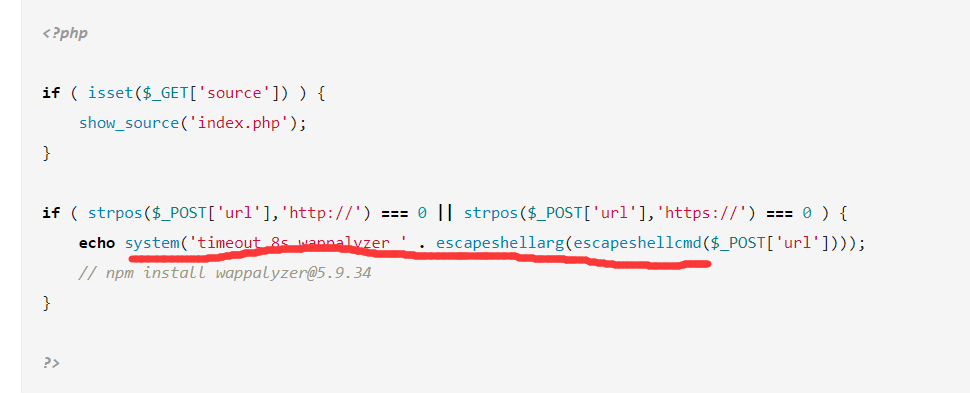 <?php
if ( isset($_GET['source']) ) {
show_source('index.php');
}
if ( strpos($_POST['url'],'http://') === 0 || strpos($_POST['url'],'https://') === 0 ) {
echo system('timeout 8s wappalyzer ' . escapeshellarg(escapeshellcmd($_POST['url'])));
// npm install wappalyzer@5.9.34
}
?>